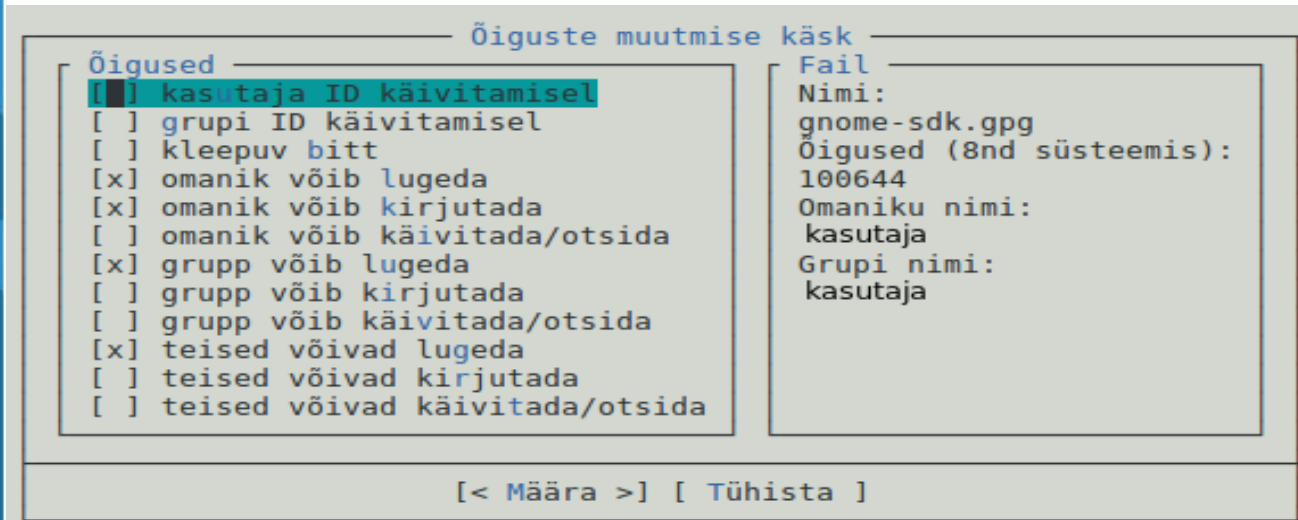 Õiguste muutmise käsk
Õigused
[ ] kasutaja ID käivitamisel
[ ] grupi ID käivitamisel
[ ] kleepuv bitt
[x] omanik võib lugeda
[x] omanik võib kirjutada
[ ] omanik võib käivitada/otsida
[x] grupp võib lugeda
[ ] grupp võib kirjutada
[ ] grupp võib käivitada/otsida
[x] teised võivad lugeda
[ ] teised võivad kirjutada
[ ] teised võivad käivitada/otsida
Fail
Nimi:
gnome-sdk.gpg
Õigused (8nd süsteemis):
100644
Omaniku nimi:
kasutaja
Grupi nimi:
kasutaja
[< Määra >] [ Tühista ]